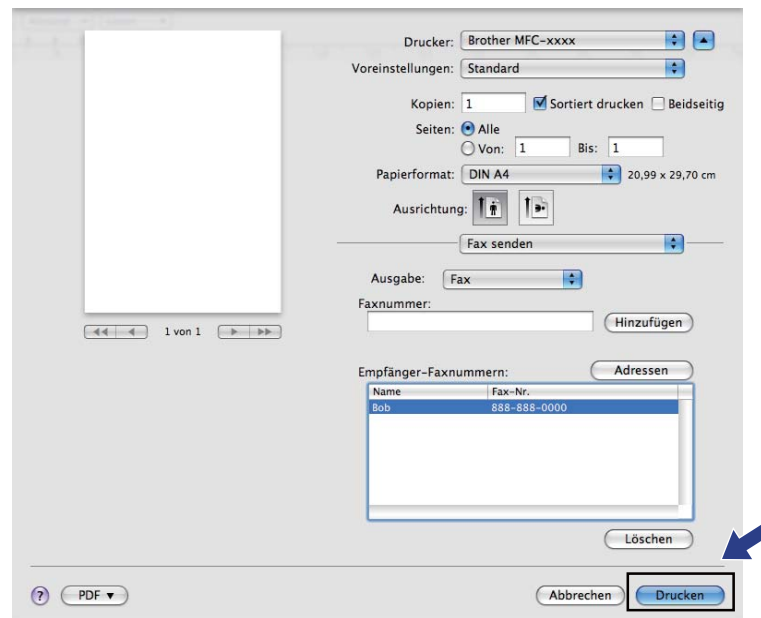 Drucker: Brother MFC-xxxx
Voreinstellungen: Standard
Kopien: 1 Sortiert drucken Beidseitig
Seiten: Alle
Von: 1 Bis: 1
Papierformat: DIN A4 20,99 x 29,70 cm
Ausrichtung:
Fax senden
Ausgabe: Fax
Faxnummer:
Hinzufügen
1 von 1
Empfänger-Faxnummern: Adressen
Name Fax-Nr.
Bob 888-888-0000
Löschen
? PDF Abbrechen Drucken